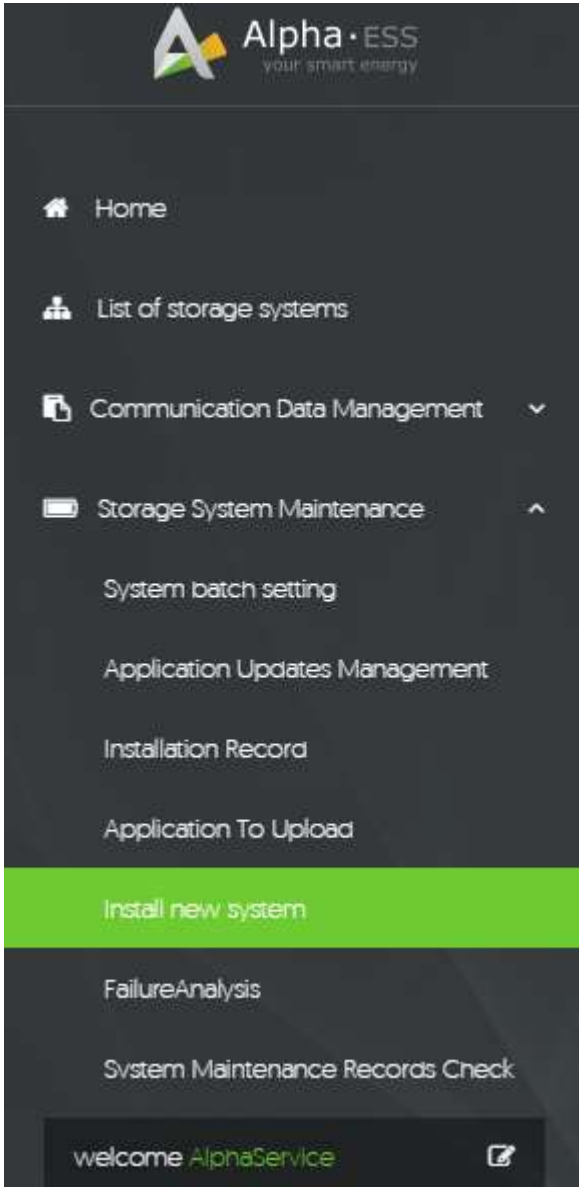 Alpha·ESS
your smart energy
Home
List of storage systems
Communication Data Management
Storage System Maintenance
System batch setting
Application Updates Management
Installation Record
Application To Upload
Install new system
FailureAnalysis
System Maintenance Records Check
welcome AlphaService